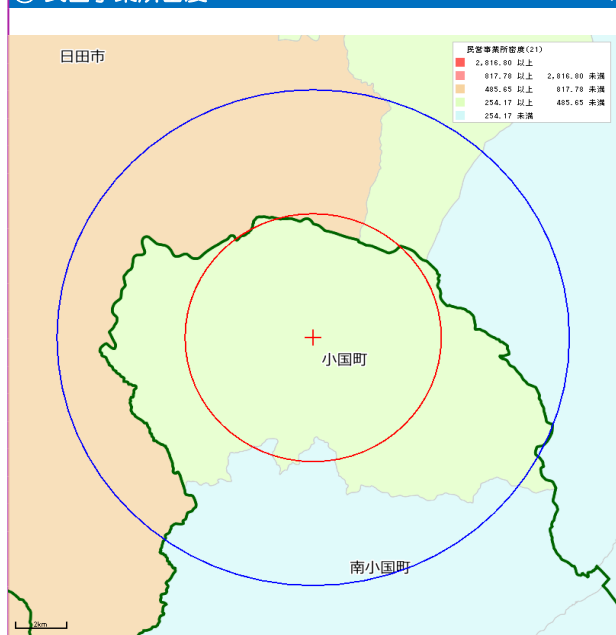 日田市
民営事業所密度(21)
2,816.80 以上
817.78 以上 2,816.80 未満
485.65 以上 817.78 未満
254.17 以上 485.65 未満
254.17 未満
小国町
南小国町
2km